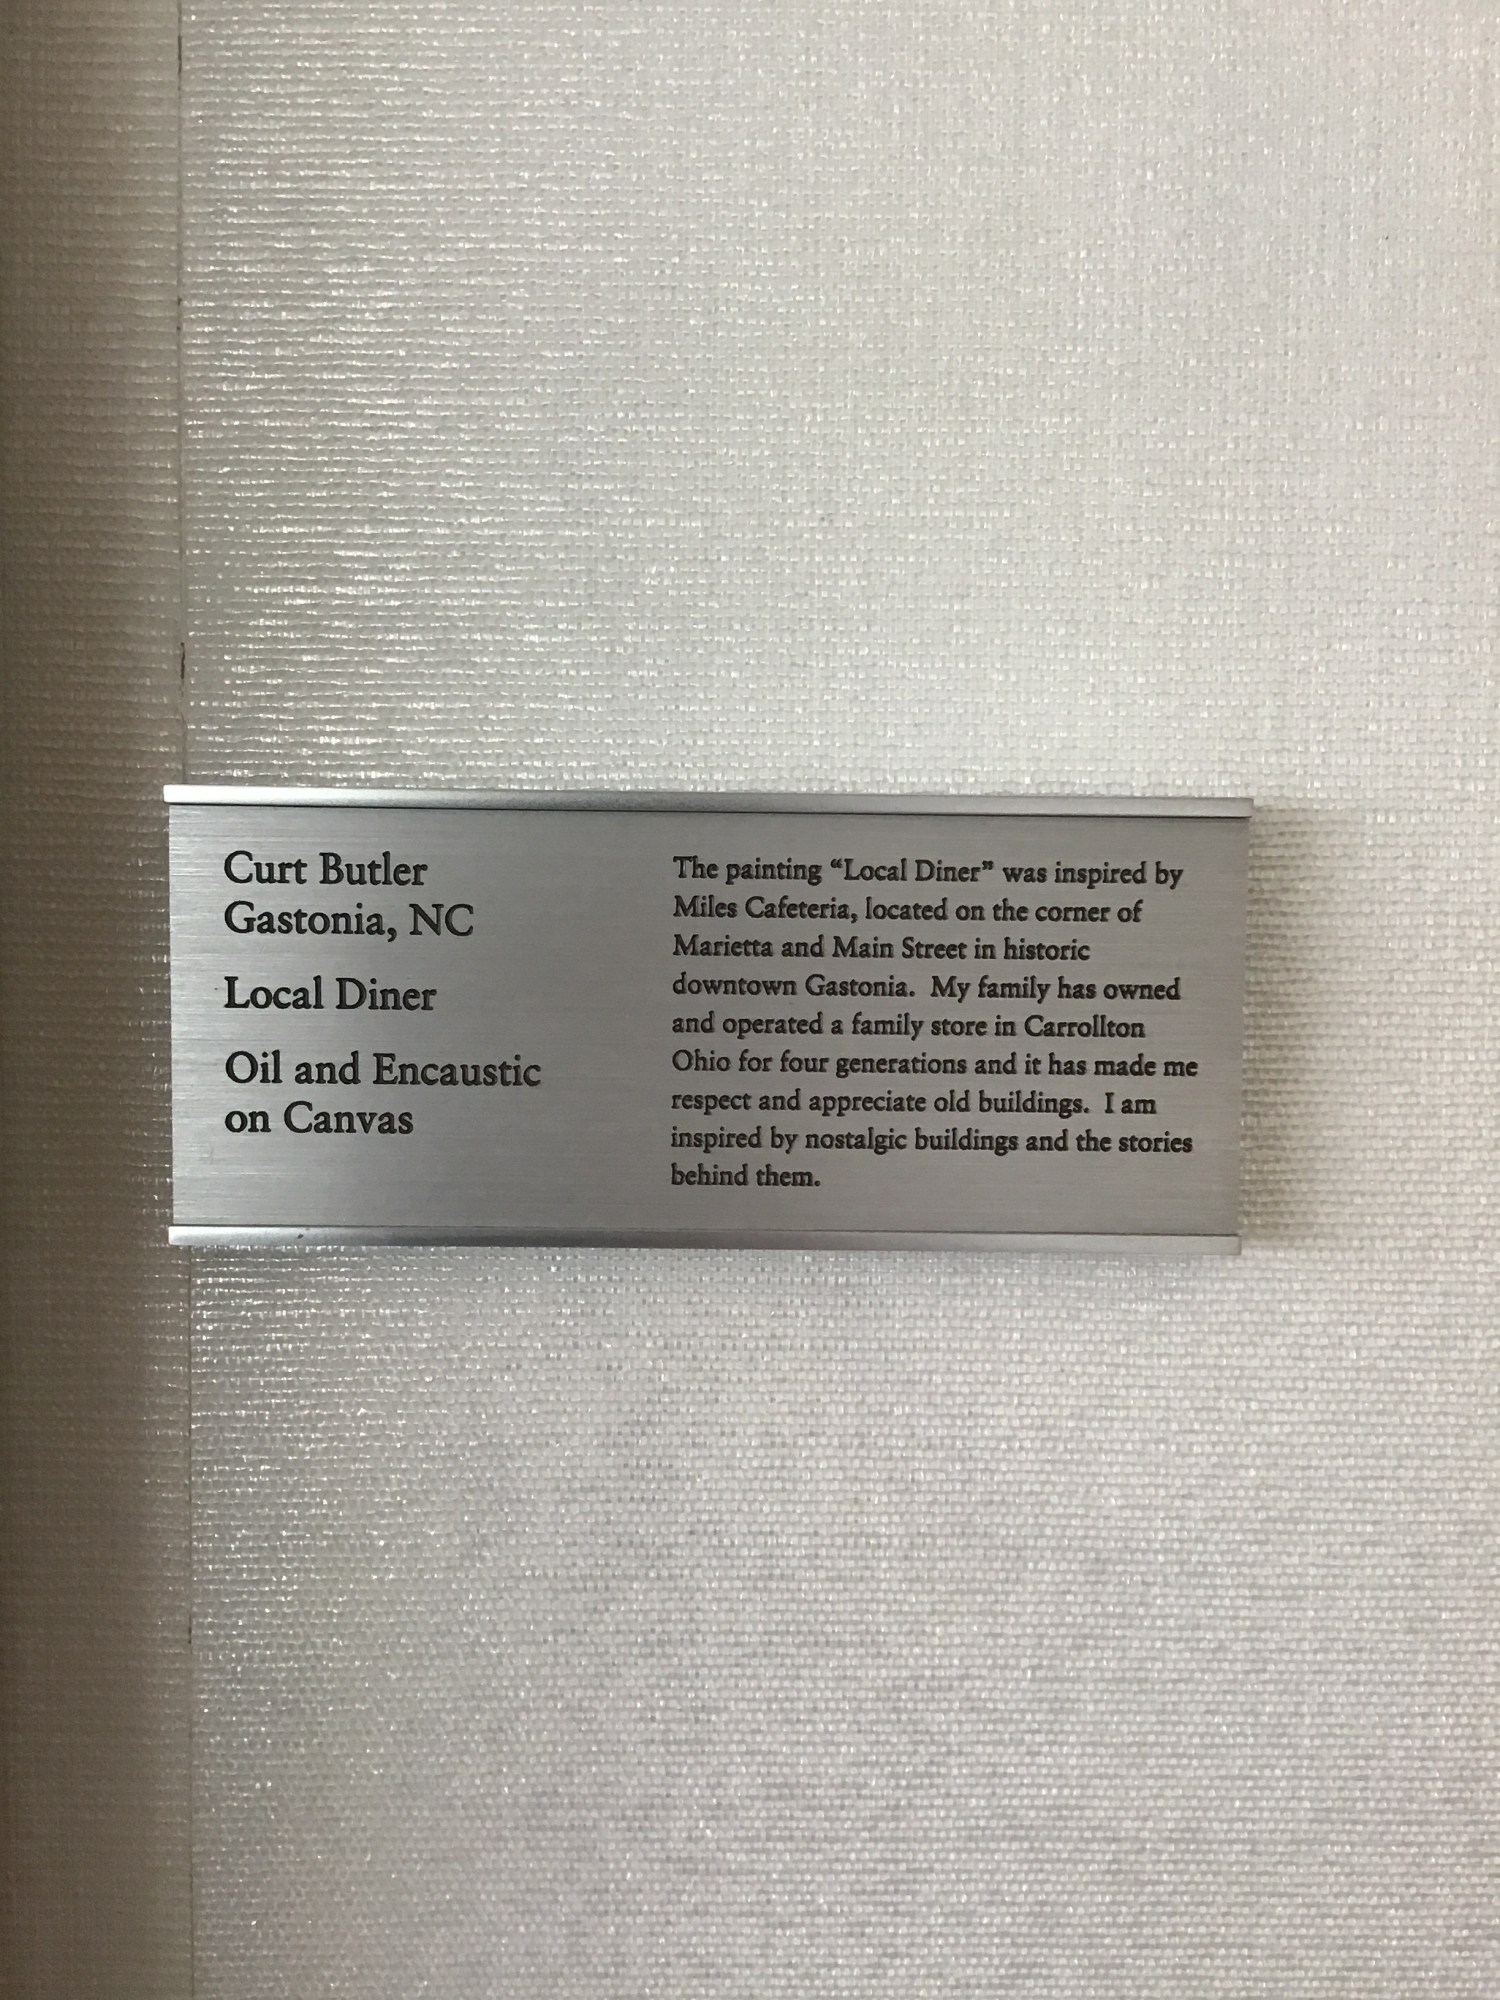 Curt Butler
Gastonia, NC
Local Diner
Oil and Encaustic
on Canvas
The painting “Local Diner” was inspired by
Miles Cafeteria, located on the corner of
Marietta and Main Street in historic
downtown Gastonia.  My family has owned
and operated a family store in Carrollton
Ohio for four generations and it has made me
respect and appreciate old buildings.  I am
inspired by nostalgic buildings and the stories
behind them.